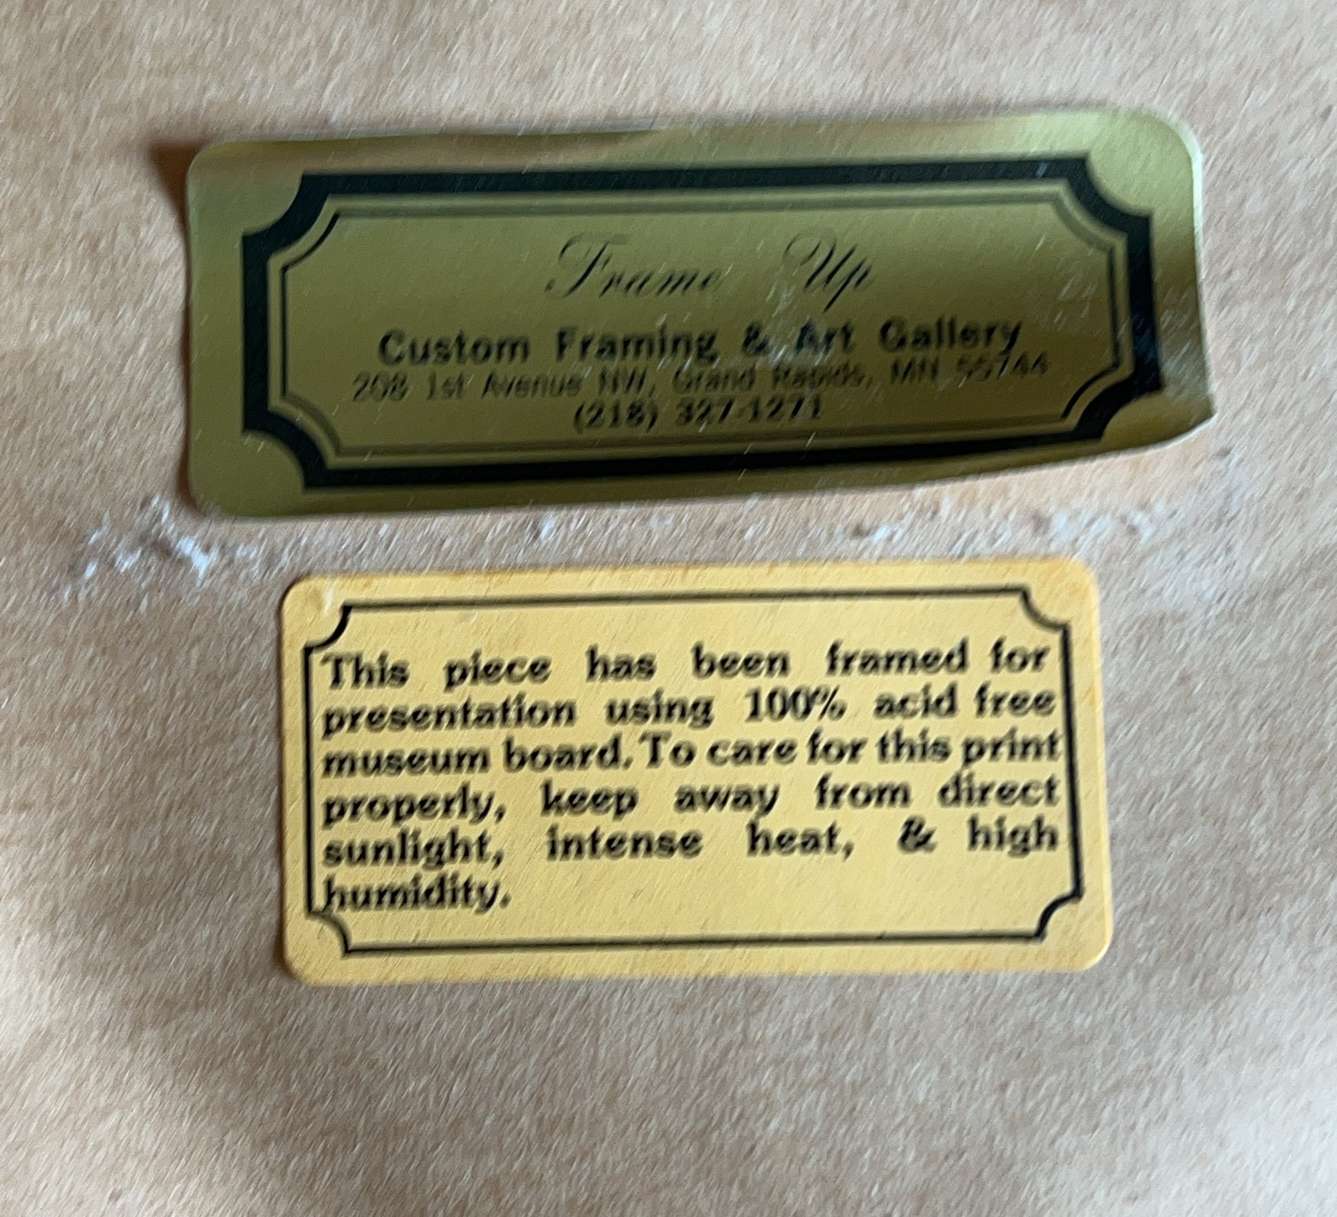 Frame Up
Custom Framing & Art Gallery
208 1st Avenue NW, Grand Rapids, MN 55744
(218) 327-1271
This piece has been framed for
presentation using 100% acid free
museum board. To care for this print
properly, keep away from direct
sunlight, intense heat, & high
humidity.